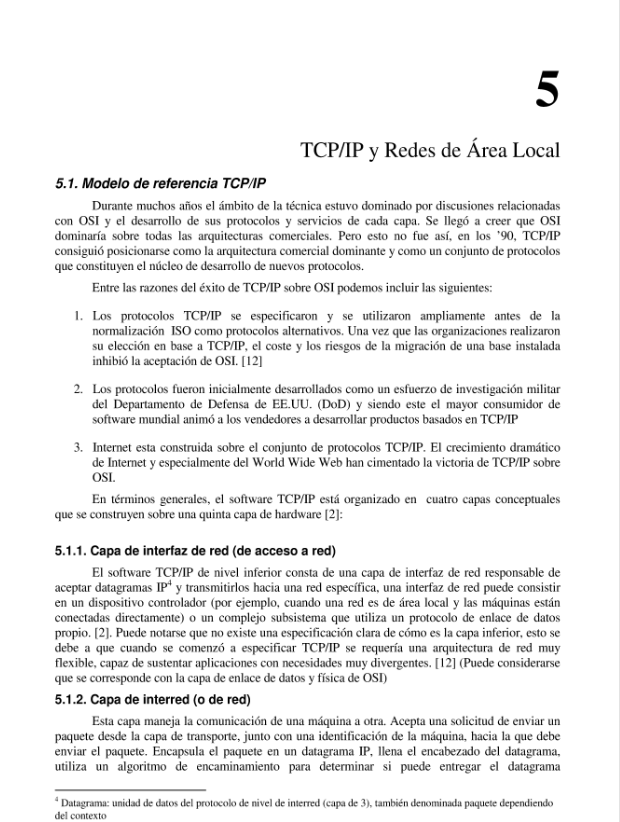 5
TCP/IP y Redes de Área Local
5.1. Modelo de referencia TCP/IP
Durante muchos años el ámbito de la técnica estuvo dominado por discusiones relacionadas
con OSI y el desarrollo de sus protocolos y servicios de cada capa. Se llegó a creer que OSI
dominaría sobre todas las arquitecturas comerciales. Pero esto no fue así, en los ’90, TCP/IP
consiguió posicionarse como la arquitectura comercial dominante y como un conjunto de protocolos
que constituyen el núcleo de desarrollo de nuevos protocolos.
Entre las razones del éxito de TCP/IP sobre OSI podemos incluir las siguientes:
1. Los protocolos TCP/IP se especificaron y se utilizaron ampliamente antes de la
normalización ISO como protocolos alternativos. Una vez que las organizaciones realizaron
su elección en base a TCP/IP, el coste y los riesgos de la migración de una base instalada
inhibió la aceptación de OSI. [12]
2. Los protocolos fueron inicialmente desarrollados como un esfuerzo de investigación militar
del Departamento de Defensa de EE.UU. (DoD) y siendo este el mayor consumidor de
software mundial animó a los vendedores a desarrollar productos basados en TCP/IP
3. Internet esta construida sobre el conjunto de protocolos TCP/IP. El crecimiento dramático
de Internet y especialmente del World Wide Web han cimentado la victoria de TCP/IP sobre
OSI.
En términos generales, el software TCP/IP está organizado en cuatro capas conceptuales
que se construyen sobre una quinta capa de hardware [2]:
5.1.1. Capa de interfaz de red (de acceso a red)
El software TCP/IP de nivel inferior consta de una capa de interfaz de red responsable de
aceptar datagramas IP4 y transmitirlos hacia una red específica, una interfaz de red puede consistir
en un dispositivo controlador (por ejemplo, cuando una red es de área local y las máquinas están
conectadas directamente) o un complejo subsistema que utiliza un protocolo de enlace de datos
propio. [2]. Puede notarse que no existe una especificación clara de cómo es la capa inferior, esto se
debe a que cuando se comenzó a especificar TCP/IP se requería una arquitectura de red muy
flexible, capaz de sustentar aplicaciones con necesidades muy divergentes. [12] (Puede considerarse
que se corresponde con la capa de enlace de datos y física de OSI)
5.1.2. Capa de interred (o de red)
Esta capa maneja la comunicación de una máquina a otra. Acepta una solicitud de enviar un
paquete desde la capa de transporte, junto con una identificación de la máquina, hacia la que debe
enviar el paquete. Encapsula el paquete en un datagrama IP, llena el encabezado del datagrama,
utiliza un algoritmo de encaminamiento para determinar si puede entregar el datagrama
4 Datagrama: unidad de datos del protocolo de nivel de interred (capa de 3), también denominada paquete dependiendo
del contexto